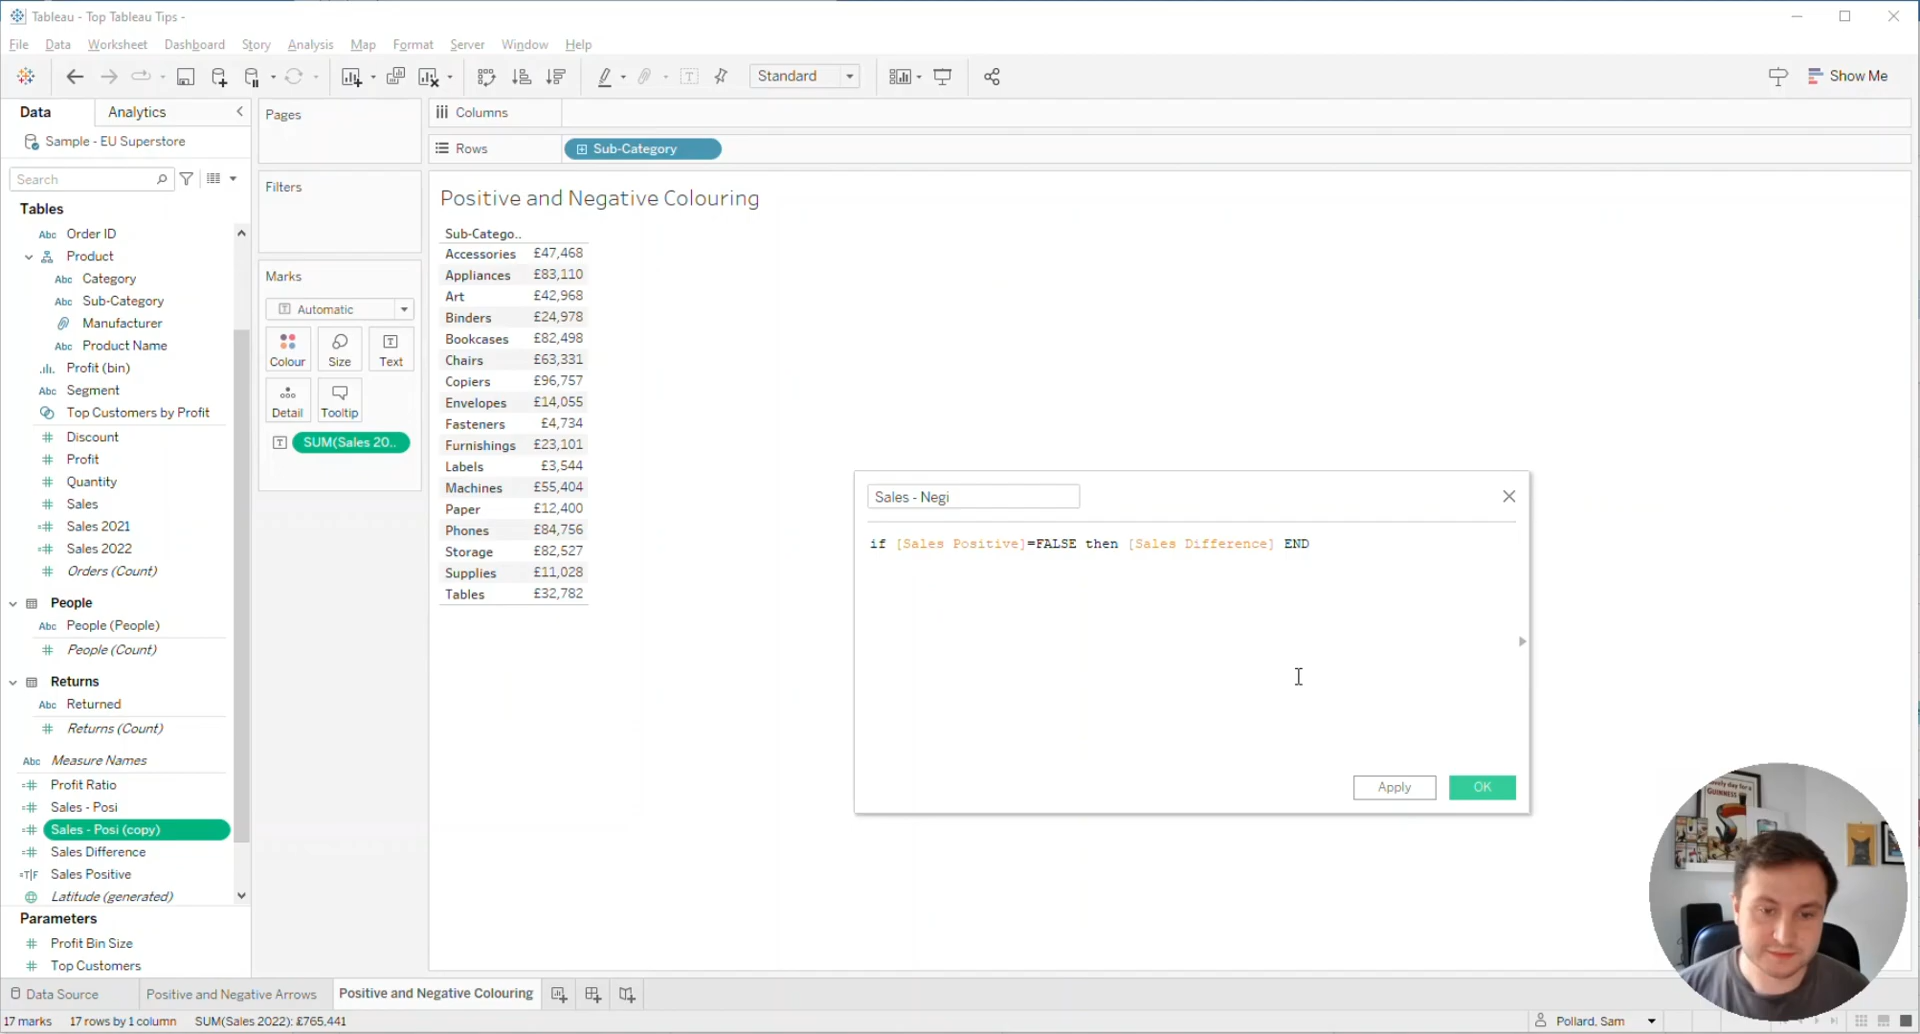 Tableau - Top Tableau Tips -
File Data Worksheet Dashboard Story Analysis Map Format Server Window Help
Standard
Show Me
Data Analytics
Sample - EU Superstore
Search
Tables
Abc Order ID
Product
Abc Category
Abc Sub-Category
Manufacturer
Abc Product Name
Profit (bin)
Abc Segment
Top Customers by Profit
# Discount
# Profit
# Quantity
# Sales
=# Sales 2021
=# Sales 2022
# Orders (Count)
People
Abc People (People)
# People (Count)
Returns
Abc Returned
# Returns (Count)
Abc Measure Names
=# Profit Ratio
=# Sales - Posi
=# Sales - Posi (copy)
=# Sales Difference
=T|F Sales Positive
Latitude (generated)
Parameters
# Profit Bin Size
# Top Customers
Pages
Filters
Marks
Automatic
Colour Size Text
Detail Tooltip
SUM(Sales 20..
Columns
Rows Sub-Category
Positive and Negative Colouring
Sub-Catego..
Accessories £47,468
Appliances £83,110
Art £42,968
Binders £24,978
Bookcases £82,498
Chairs £63,331
Copiers £96,757
Envelopes £14,055
Fasteners £4,734
Furnishings £23,101
Labels £3,544
Machines £55,404
Paper £12,400
Phones £84,756
Storage £82,527
Supplies £11,028
Tables £32,782
Sales - Negi
if [Sales Positive]=FALSE then [Sales Difference] END
Apply OK
GUINNESS
Data Source Positive and Negative Arrows Positive and Negative Colouring
17 marks 17 rows by 1 column SUM(Sales 2022): £765,441
Pollard, Sam